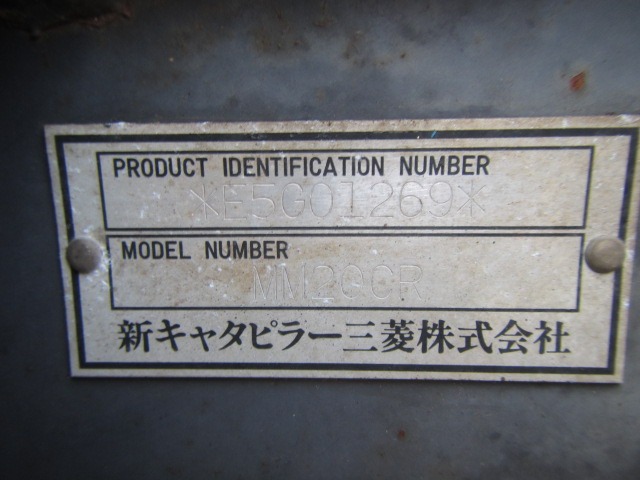 PRODUCT IDENTIFICATION NUMBER
*E5G01269*
MODEL NUMBER
MM20CR
新キャタピラー三菱株式会社